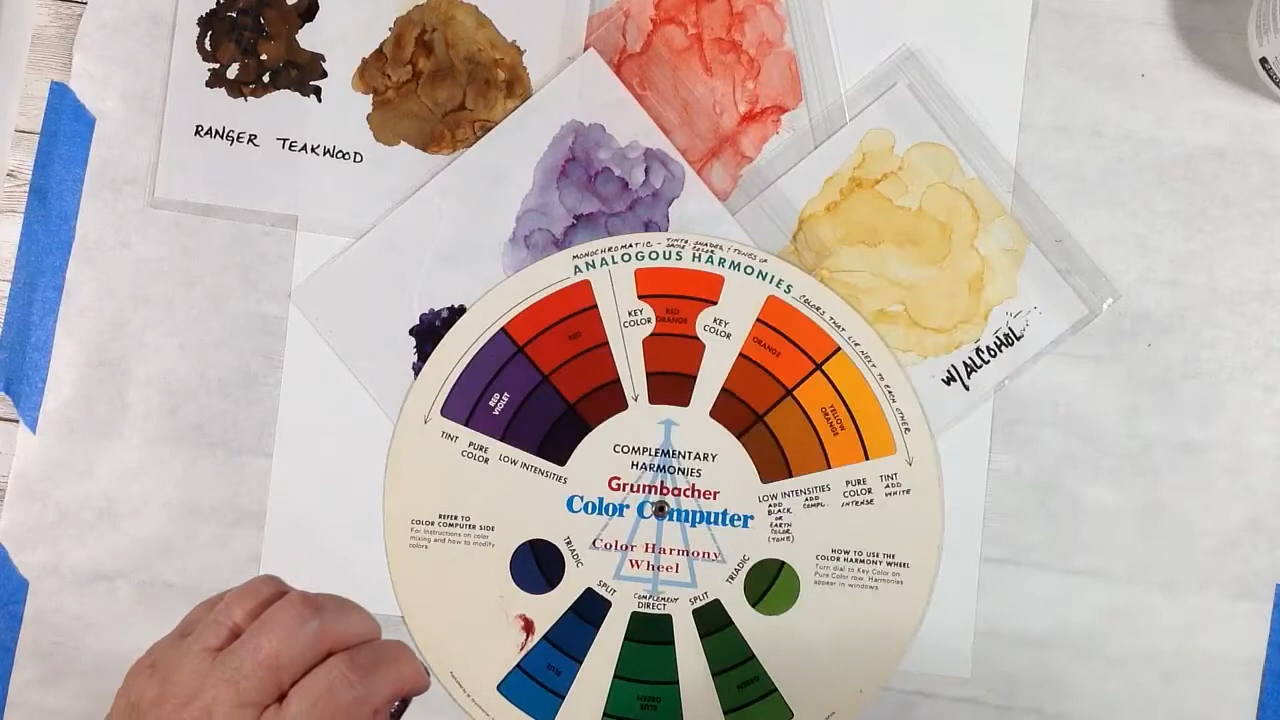 RANGER TEAKWOOD
W/ALCOHOL
MONOCHROMATIC - TINTS, SHADES & TONES OF
SAME COLOR
ANALOGOUS HARMONIES
COLORS THAT LIE NEXT TO EACH OTHER
KEY
COLOR
RED
ORANGE
KEY
COLOR
RED
ORANGE
RED
VIOLET
YELLOW
ORANGE
TINT
PURE
COLOR
LOW INTENSITIES
COMPLEMENTARY
HARMONIES
Grumbacher
Color Computer
Color Harmony
Wheel
LOW INTENSITIES
ADD
BLACK
OR
EARTH
COLOR
(TONE)
ADD
COMPL.
PURE
COLOR
INTENSE
TINT
ADD
WHITE
REFER TO
COLOR COMPUTER SIDE
For instructions on color
mixing and how to modify
colors.
TRIADIC
TRIADIC
HOW TO USE THE
COLOR HARMONY WHEEL
Turn dial to Key Color on
Pure Color row. Harmonies
appear in windows.
SPLIT
COMPLEMENT
DIRECT
SPLIT
BLUE
BLUE
GREEN
GREEN